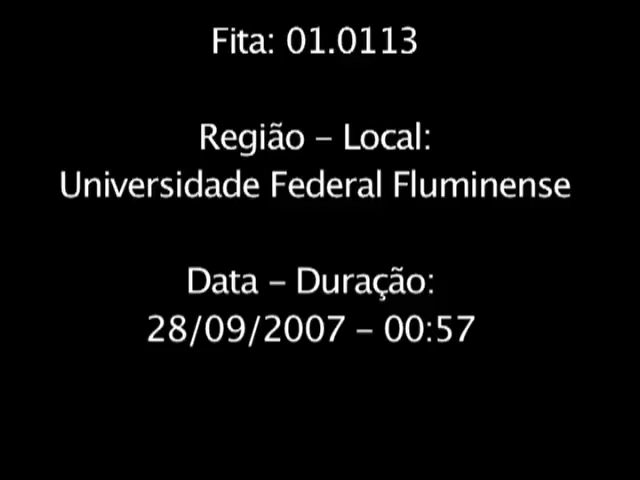 Fita: 01.0113
Região – Local:
Universidade Federal Fluminense
Data – Duração:
28/09/2007 – 00:57